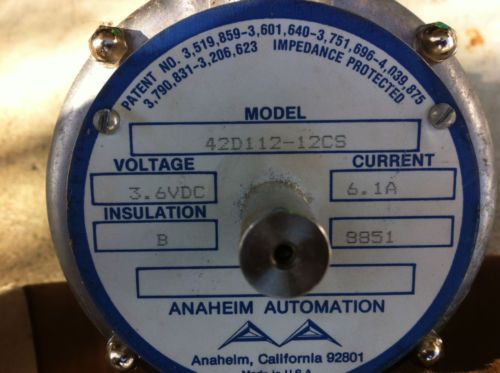 PATENT NO. 3,519,859-3,601,640-3,751,696-4,039,875
3,790,831-3,206,623 IMPEDANCE PROTECTED
MODEL
42D112-12CS
VOLTAGE
3.6VDC
CURRENT
6.1A
INSULATION
B
9851
ANAHEIM AUTOMATION
Anaheim, California 92801
Made in U.S.A.